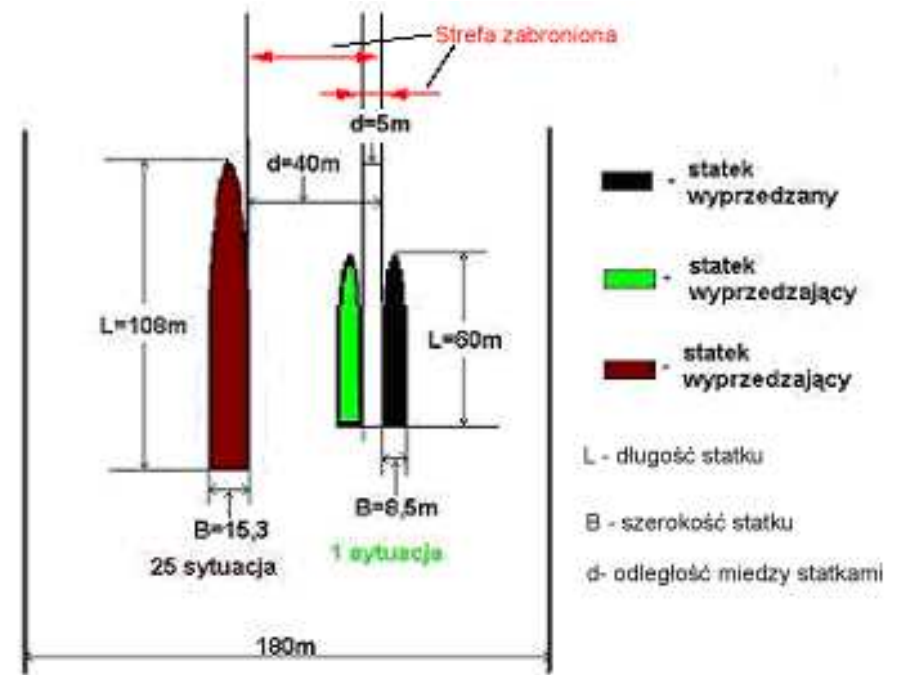 Strefa zabroniona
d=5m
d=40m
L=108m
L=60m
B=15,3
B=8,5m
25 sytuacja
1 sytuacja
180m
- statek
wyprzedzany
- statek
wyprzedzający
- statek
wyprzedzający
L - długość statku
B - szerokość statku
d- odległość miedzy statkami